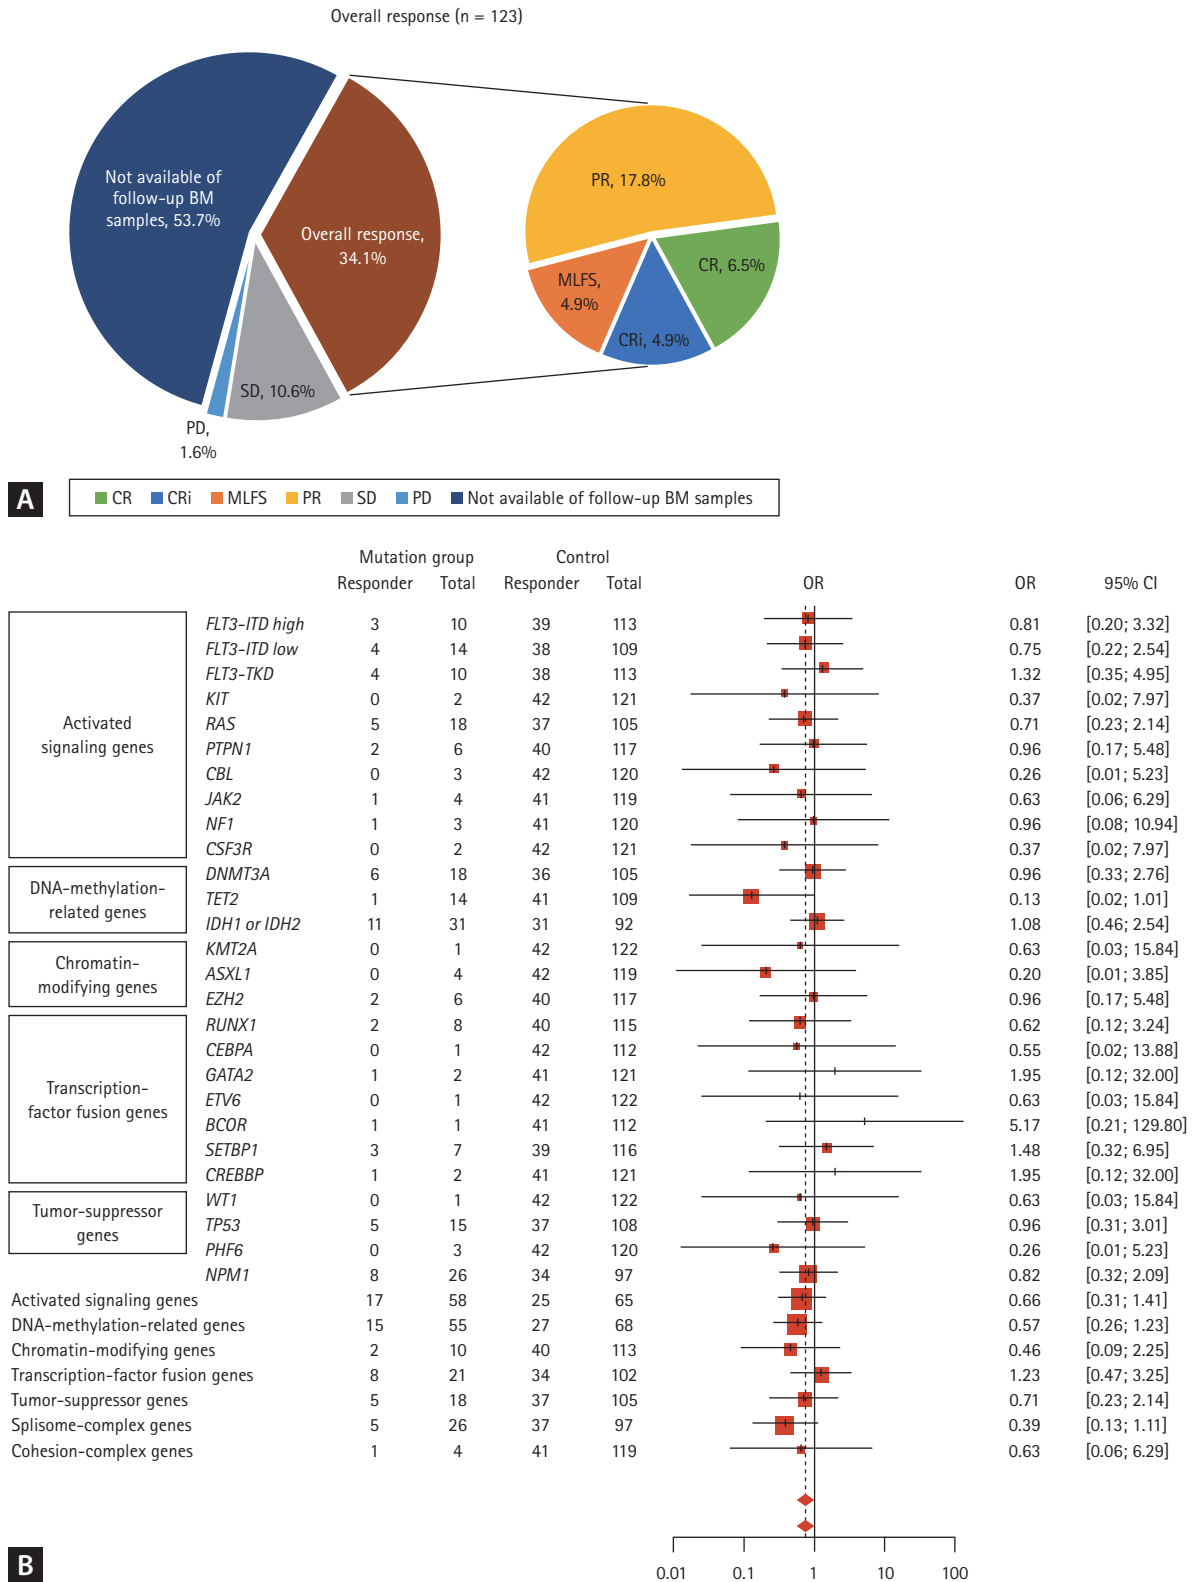 Overall response (n = 123)
Not available of
follow-up BM
samples, 53.7%
Overall response,
34.1%
SD, 10.6%
PD,
1.6%
PR, 17.8%
CR, 6.5%
MLFS,
4.9%
CRi, 4.9%
A
CR CRi MLFS PR SD PD Not available of follow-up BM samples
Mutation group Control
Responder Total Responder Total OR OR 95% CI
Activated
signaling genes
FLT3-ITD high 3 10 39 113 0.81 [0.20; 3.32]
FLT3-ITD low 4 14 38 109 0.75 [0.22; 2.54]
FLT3-TKD 4 10 38 113 1.32 [0.35; 4.95]
KIT 0 2 42 121 0.37 [0.02; 7.97]
RAS 5 18 37 105 0.71 [0.23; 2.14]
PTPN1 2 6 40 117 0.96 [0.17; 5.48]
CBL 0 3 42 120 0.26 [0.01; 5.23]
JAK2 1 4 41 119 0.63 [0.06; 6.29]
NF1 1 3 41 120 0.96 [0.08; 10.94]
CSF3R 0 2 42 121 0.37 [0.02; 7.97]
DNA-methylation-
related genes
DNMT3A 6 18 36 105 0.96 [0.33; 2.76]
TET2 1 14 41 109 0.13 [0.02; 1.01]
IDH1 or IDH2 11 31 31 92 1.08 [0.46; 2.54]
Chromatin-
modifying genes
KMT2A 0 1 42 122 0.63 [0.03; 15.84]
ASXL1 0 4 42 119 0.20 [0.01; 3.85]
EZH2 2 6 40 117 0.96 [0.17; 5.48]
Transcription-
factor fusion genes
RUNX1 2 8 40 115 0.62 [0.12; 3.24]
CEBPA 0 1 42 112 0.55 [0.02; 13.88]
GATA2 1 2 41 121 1.95 [0.12; 32.00]
ETV6 0 1 42 122 0.63 [0.03; 15.84]
BCOR 1 1 41 112 5.17 [0.21; 129.80]
SETBP1 3 7 39 116 1.48 [0.32; 6.95]
CREBBP 1 2 41 121 1.95 [0.12; 32.00]
Tumor-suppressor
genes
WT1 0 1 42 122 0.63 [0.03; 15.84]
TP53 5 15 37 108 0.96 [0.31; 3.01]
PHF6 0 3 42 120 0.26 [0.01; 5.23]
NPM1 8 26 34 97 0.82 [0.32; 2.09]
Activated signaling genes 17 58 25 65 0.66 [0.31; 1.41]
DNA-methylation-related genes 15 55 27 68 0.57 [0.26; 1.23]
Chromatin-modifying genes 2 10 40 113 0.46 [0.09; 2.25]
Transcription-factor fusion genes 8 21 34 102 1.23 [0.47; 3.25]
Tumor-suppressor genes 5 18 37 105 0.71 [0.23; 2.14]
Splisome-complex genes 5 26 37 97 0.39 [0.13; 1.11]
Cohesion-complex genes 1 4 41 119 0.63 [0.06; 6.29]
B
0.01 0.1 1 10 100